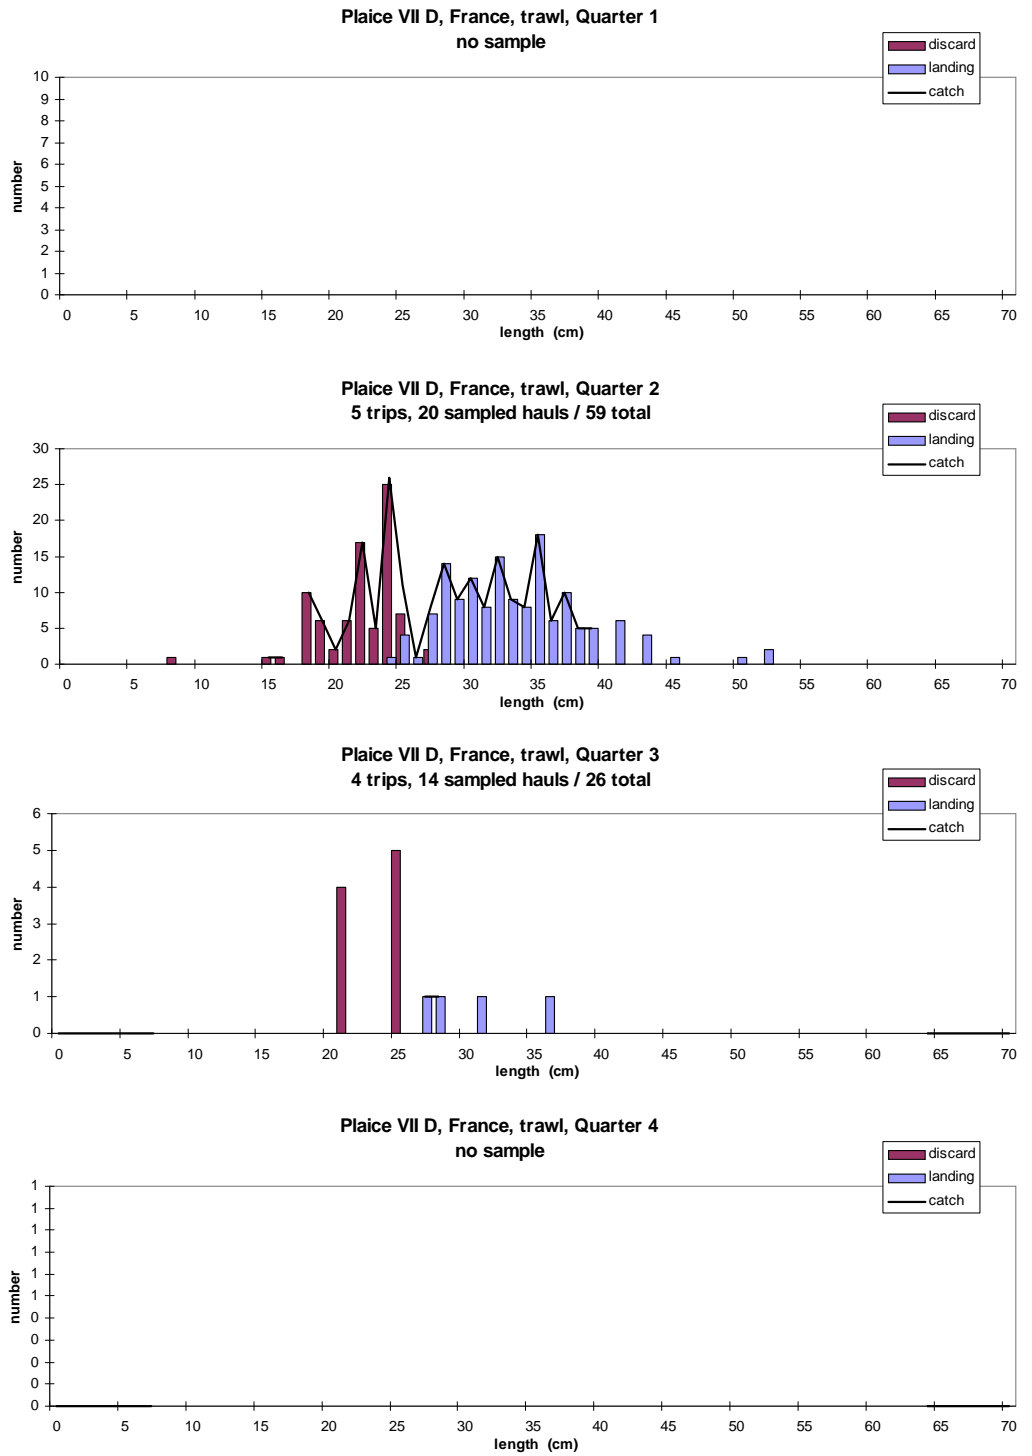 Plaice VII D, France, trawl, Quarter 1
no sample
discard
landing
catch
10
9
8
7
6
5
4
3
2
1
0
number
0 5 10 15 20 25 30 35 40 45 50 55 60 65 70
length (cm)
Plaice VII D, France, trawl, Quarter 2
5 trips, 20 sampled hauls / 59 total
discard
landing
catch
30
25
20
15
10
5
0
number
0 5 10 15 20 25 30 35 40 45 50 55 60 65 70
length (cm)
Plaice VII D, France, trawl, Quarter 3
4 trips, 14 sampled hauls / 26 total
discard
landing
catch
6
5
4
3
2
1
0
number
0 5 10 15 20 25 30 35 40 45 50 55 60 65 70
length (cm)
Plaice VII D, France, trawl, Quarter 4
no sample
discard
landing
catch
1
1
1
1
1
1
0
0
0
0
0
number
0 5 10 15 20 25 30 35 40 45 50 55 60 65 70
length (cm)